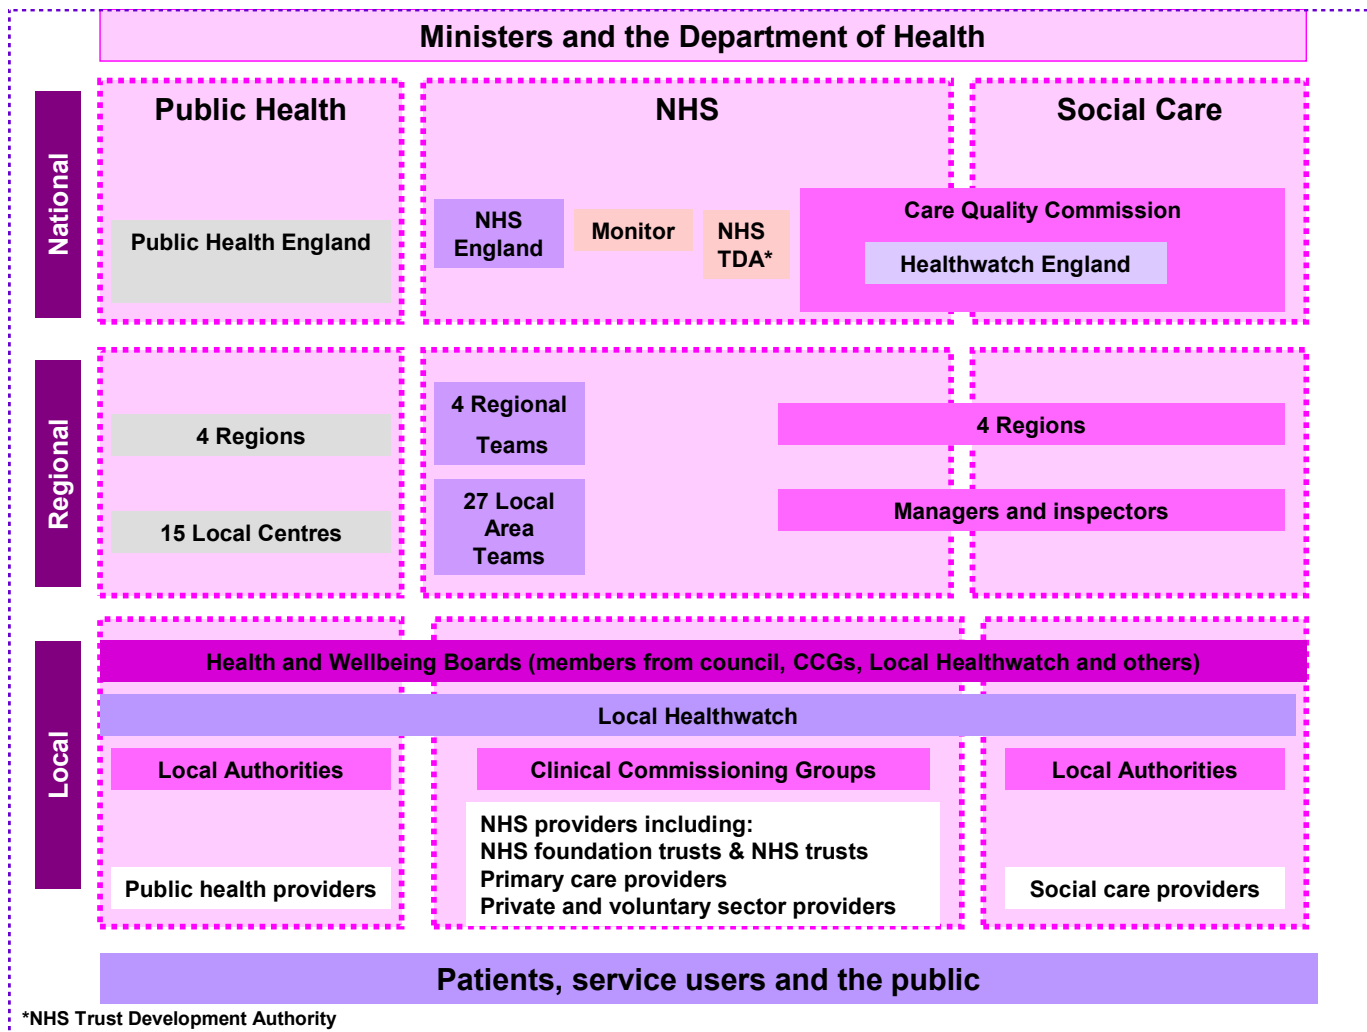 Ministers and the Department of Health
National
Public Health
NHS
Social Care
Public Health England
NHS
England
Monitor
NHS
TDA*
Care Quality Commission
Healthwatch England
Regional
4 Regions
15 Local Centres
4 Regional
Teams
27 Local
Area
Teams
4 Regions
Managers and inspectors
Local
Health and Wellbeing Boards (members from council, CCGs, Local Healthwatch and others)
Local Healthwatch
Local Authorities
Clinical Commissioning Groups
Local Authorities
Public health providers
NHS providers including:
NHS foundation trusts & NHS trusts
Primary care providers
Private and voluntary sector providers
Social care providers
Patients, service users and the public
*NHS Trust Development Authority